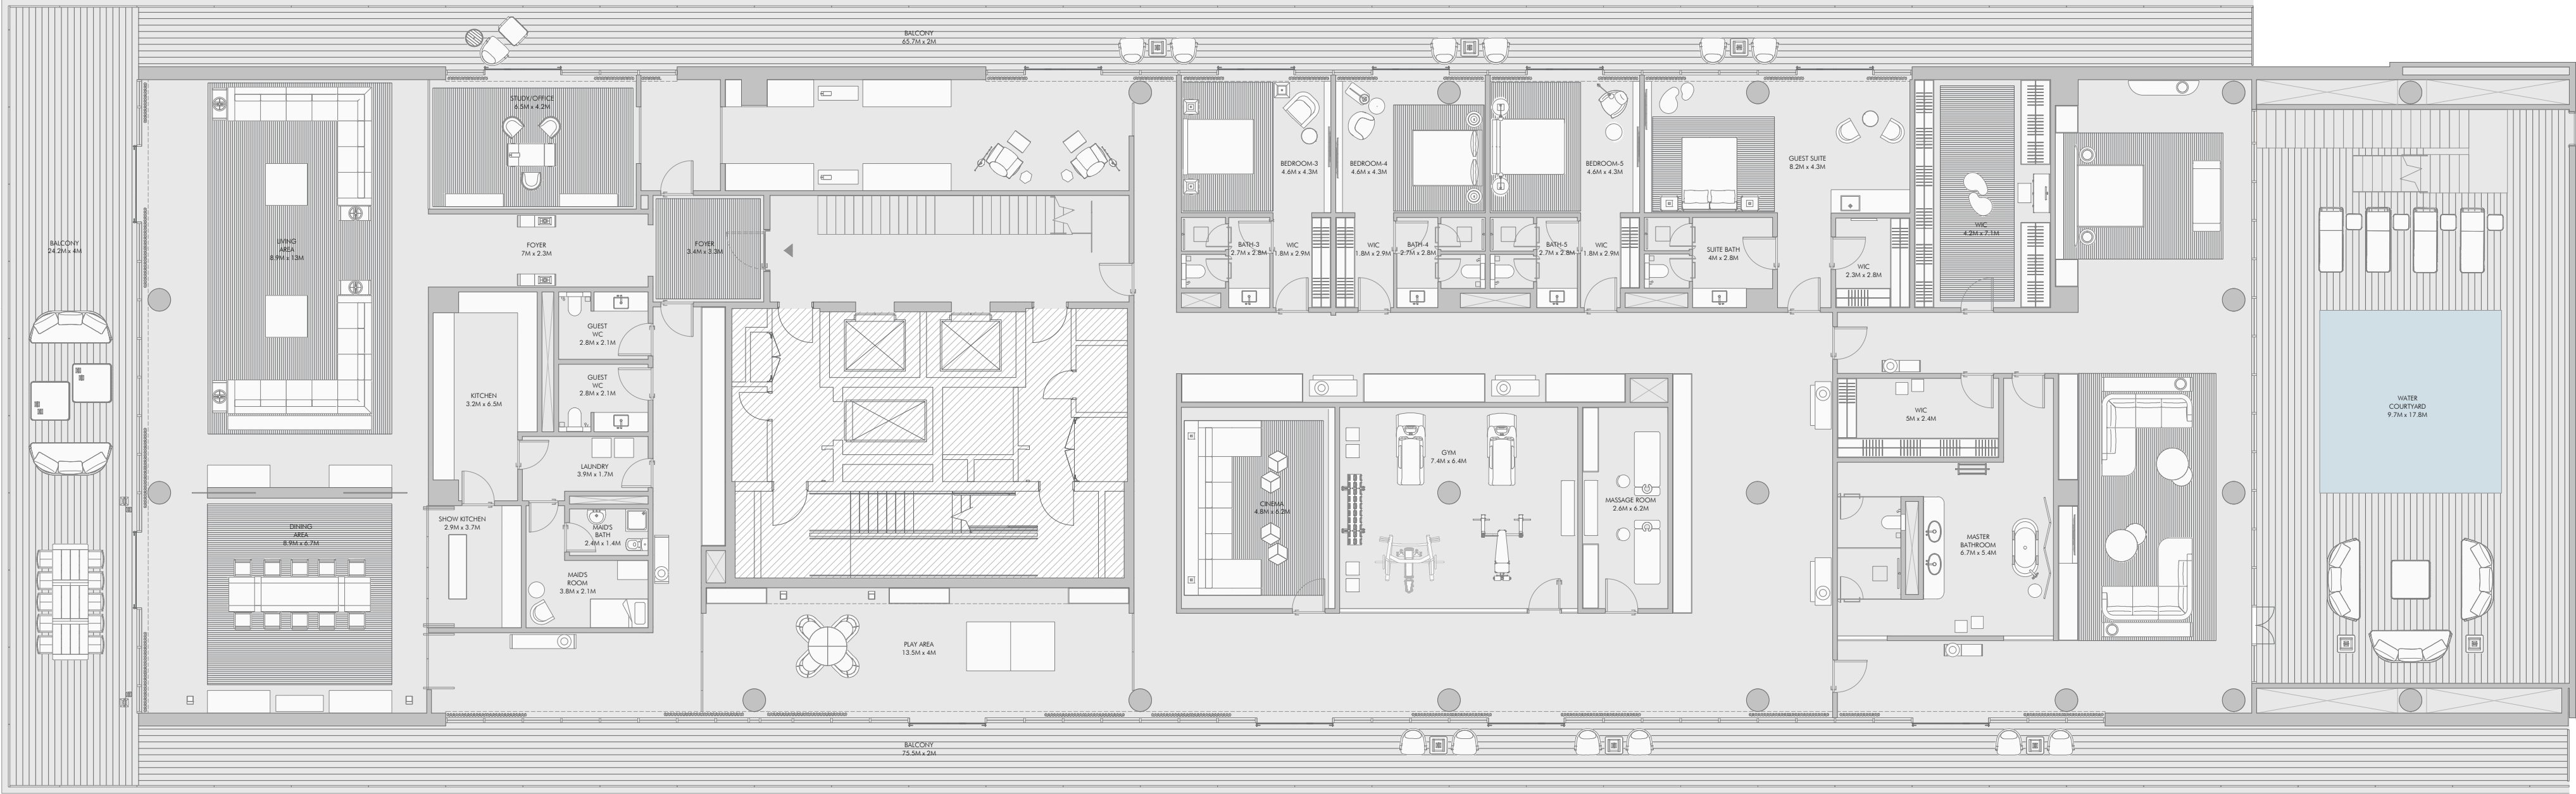 BALCONY
65.7M x 2M
STUDY/OFFICE
6.5M x 4.2M
BALCONY
24.2M x 4M
LIVING
AREA
8.9M x 13M
FOYER
7M x 2.3M
FOYER
3.4M x 3.3M
BEDROOM-3
4.6M x 4.3M
BEDROOM-4
4.6M x 4.3M
BEDROOM-5
4.6M x 4.3M
GUEST SUITE
8.2M x 4.3M
WIC
4.2M x 7.1M
BATH-3
2.7M x 2.8M
WIC
1.8M x 2.9M
WIC
1.8M x 2.9M
BATH-4
2.7M x 2.8M
BATH-5
2.7M x 2.8M
WIC
1.8M x 2.9M
SUITE BATH
4M x 2.8M
WIC
2.3M x 2.8M
GUEST
WC
2.8M x 2.1M
GUEST
WC
2.8M x 2.1M
KITCHEN
3.2M x 6.5M
LAUNDRY
3.9M x 1.7M
WIC
5M x 2.4M
WATER
COURTYARD
9.7M x 17.8M
GYM
7.4M x 6.4M
CINEMA
4.8M x 6.2M
MASSAGE ROOM
2.6M x 6.2M
SHOW KITCHEN
2.9M x 3.7M
DINING
AREA
8.9M x 6.7M
MAID'S
BATH
2.4M x 1.4M
MAID'S
ROOM
3.8M x 2.1M
MASTER
BATHROOM
6.7M x 5.4M
PLAY AREA
13.5M x 4M
BALCONY
75.5M x 2M